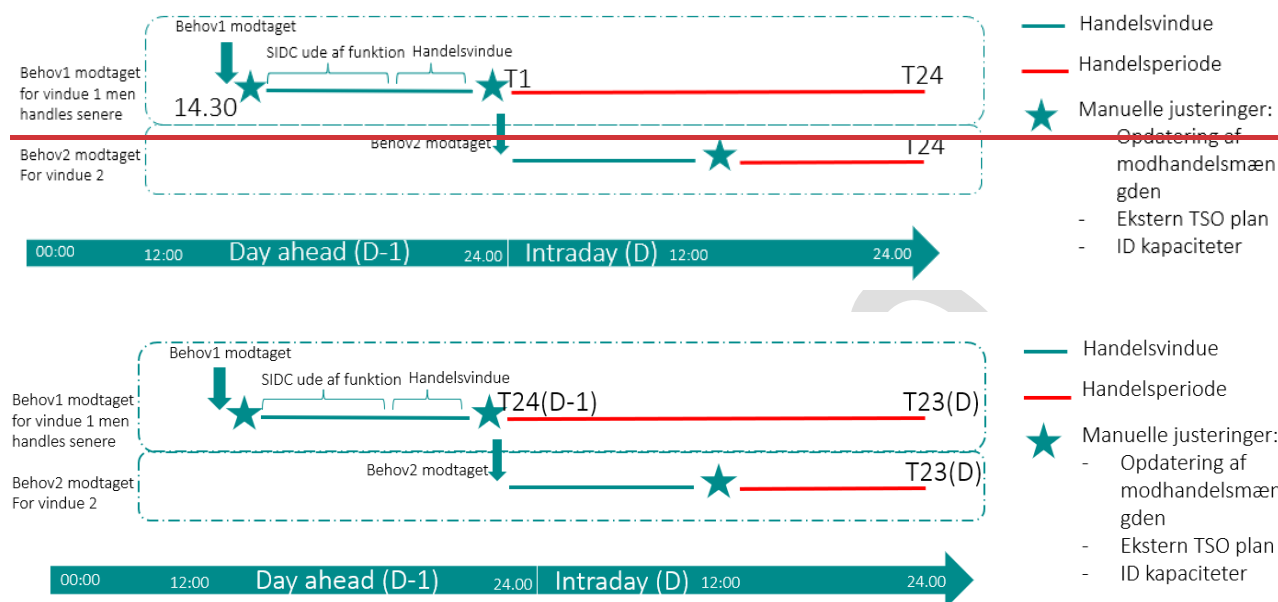 Behov1 modtaget
SIDC ude af funktion
Handelsvindue
Behov1 modtaget
for vindue 1 men
handles senere
14.30
T1
T24
Behov2 modtaget
For vindue 2
Behov2 modtaget
T24
Handelsvindue
Handelsperiode
Manuelle justeringer:
- Opdatering af
modhandelsmæn
gden
- Ekstern TSO plan
- ID kapaciteter
00:00
12:00
Day ahead (D-1)
24.00
Intraday (D)
12:00
24.00
Behov1 modtaget
SIDC ude af funktion
Handelsvindue
Behov1 modtaget
for vindue 1 men
handles senere
T24(D-1)
T23(D)
Behov2 modtaget
For vindue 2
Behov2 modtaget
T23(D)
Handelsvindue
Handelsperiode
Manuelle justeringer:
- Opdatering af
modhandelsmæn
gden
- Ekstern TSO plan
- ID kapaciteter
00:00
12:00
Day ahead (D-1)
24.00
Intraday (D)
12:00
24.00